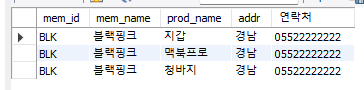 mem_id mem_name prod_name addr 연락처
BLK 블랙핑크 지갑 경남 05522222222
BLK 블랙핑크 맥북프로 경남 05522222222
BLK 블랙핑크 청바지 경남 05522222222